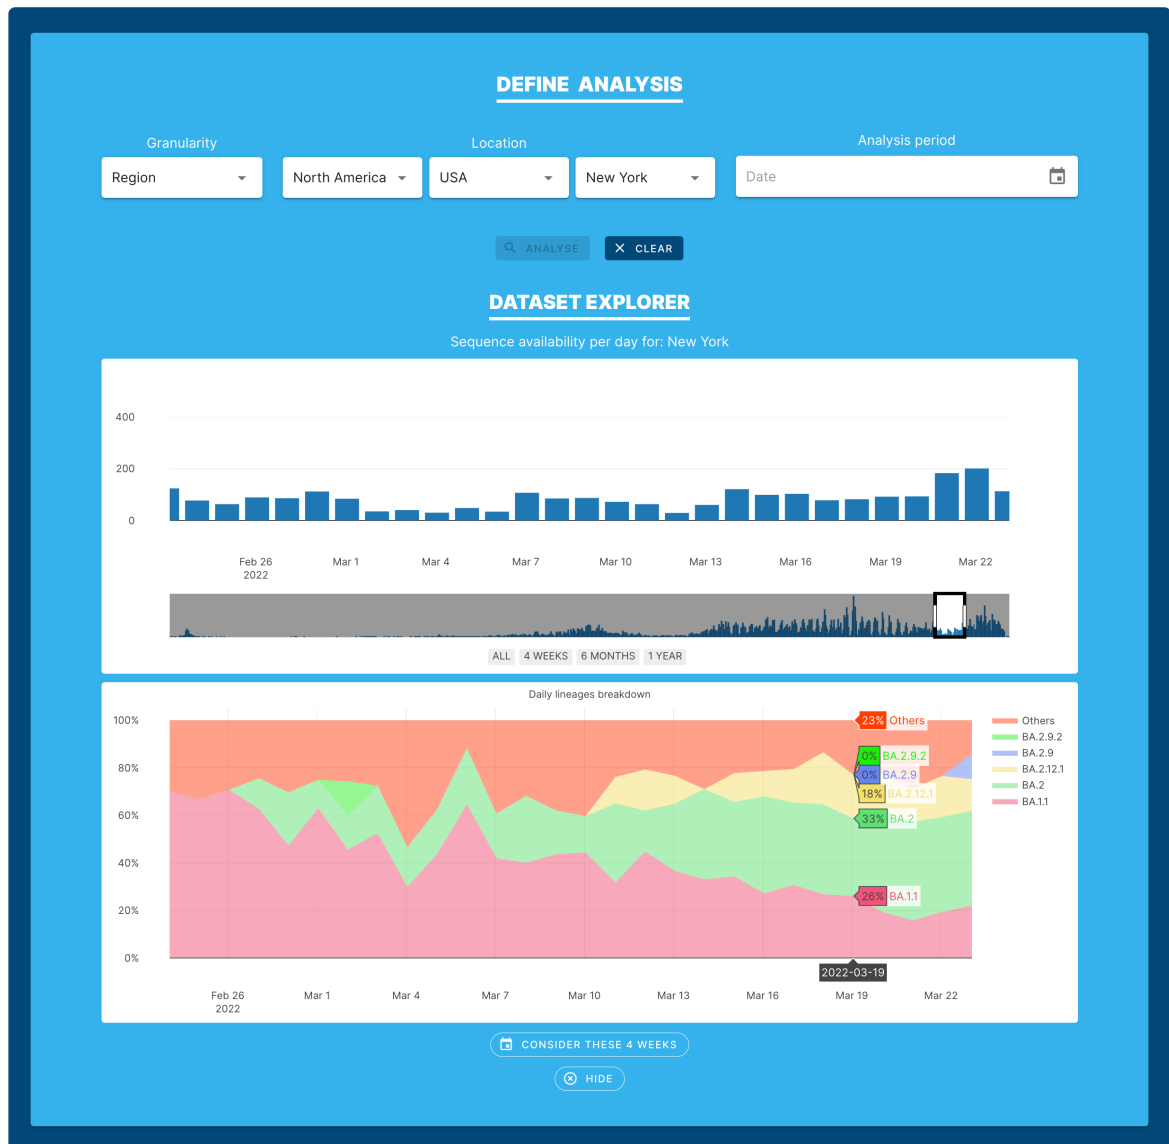 DEFINE ANALYSIS
Granularity
Location
Analysis period
Region
North America
USA
New York
Date
ANALYSE
CLEAR
DATASET EXPLORER
Sequence availability per day for: New York
400
200
0
Feb 26
2022
Mar 1
Mar 4
Mar 7
Mar 10
Mar 13
Mar 16
Mar 19
Mar 22
ALL
4 WEEKS
6 MONTHS
1 YEAR
Daily lineages breakdown
100%
80%
60%
40%
20%
0%
23% Others
0% BA.2.9.2
0% BA.2.9
18% BA.2.12.1
33% BA.2
26% BA.1.1
2022-03-19
Feb 26
2022
Mar 1
Mar 4
Mar 7
Mar 10
Mar 13
Mar 16
Mar 19
Mar 22
Others
BA.2.9.2
BA.2.9
BA.2.12.1
BA.2
BA.1.1
CONSIDER THESE 4 WEEKS
HIDE